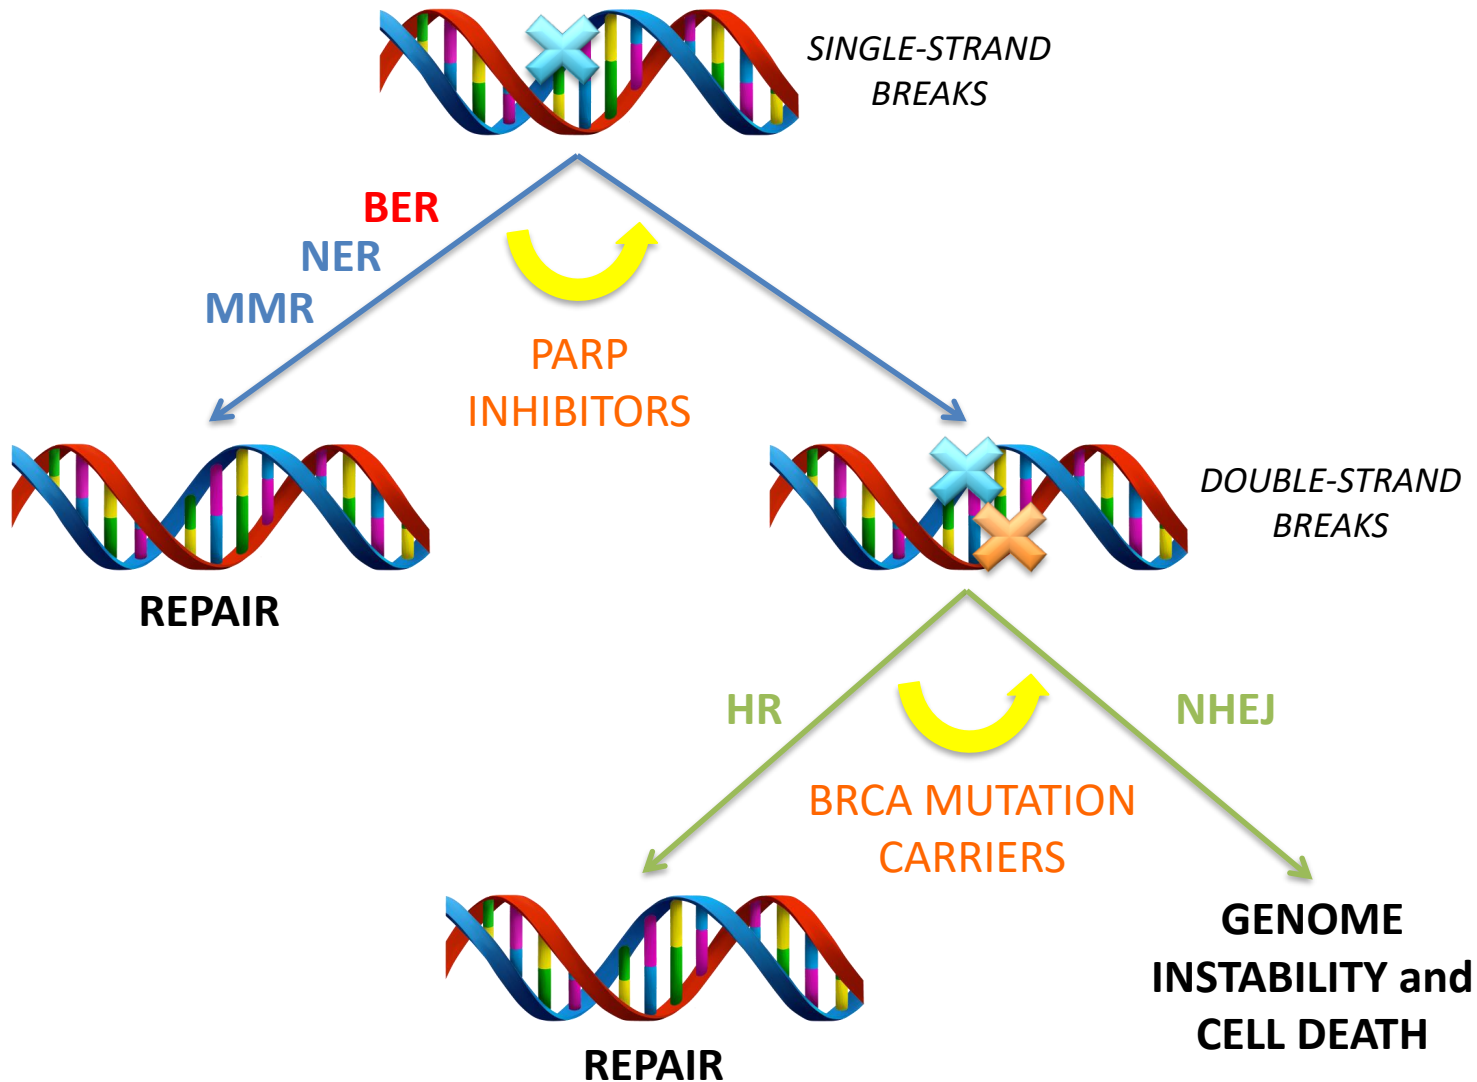 SINGLE-STRAND
BREAKS
BER
NER
MMR
PARP
INHIBITORS
DOUBLE-STRAND
BREAKS
REPAIR
HR
NHEJ
BRCA MUTATION
CARRIERS
GENOME
INSTABILITY and
CELL DEATH
REPAIR